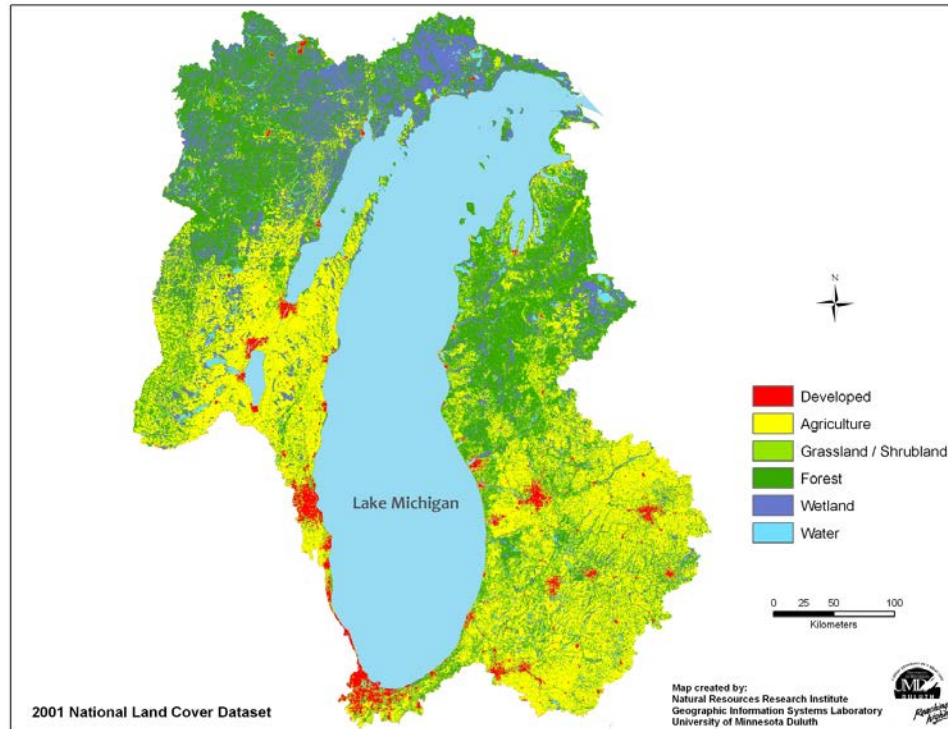 N
Developed
Agriculture
Grassland / Shrubland
Forest
Wetland
Water
Lake Michigan
0 25 50 100
Kilometers
2001 National Land Cover Dataset
Map created by:
Natural Resources Research Institute
Geographic Information Systems Laboratory
University of Minnesota Duluth
DULUTH